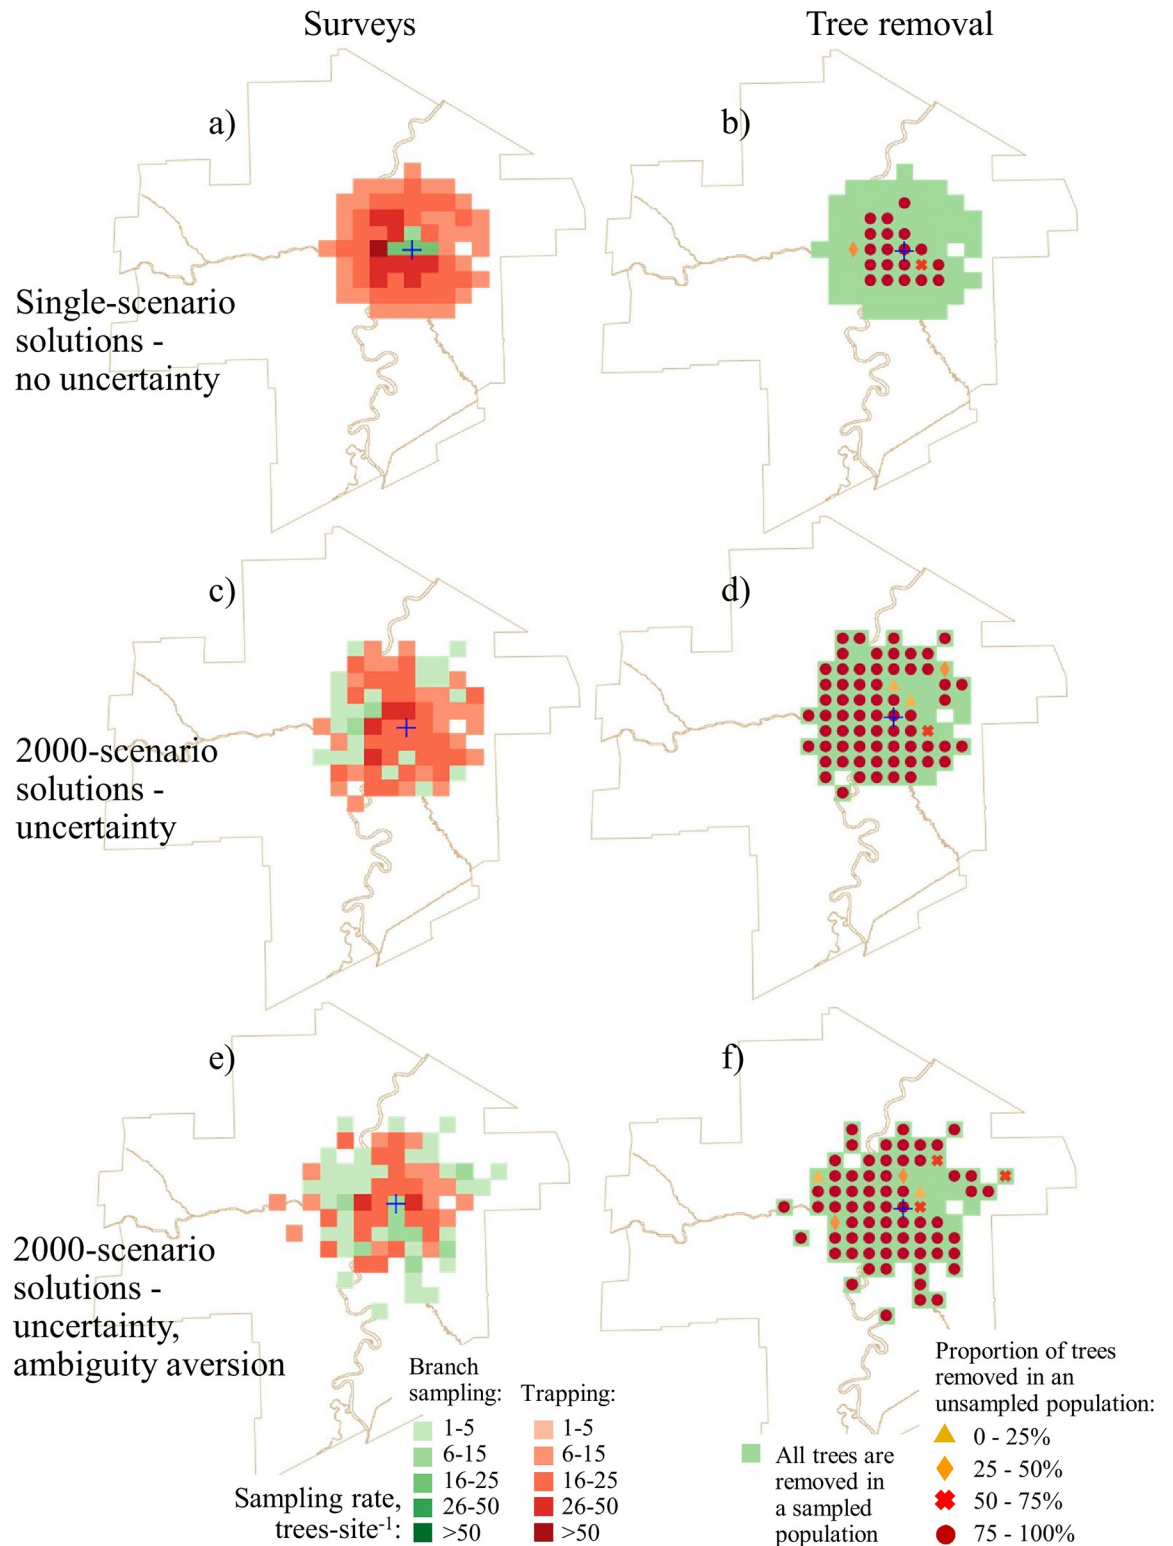 Surveys
Tree removal
a)
b)
Single-scenario
solutions -
no uncertainty
c)
d)
2000-scenario
solutions -
uncertainty
e)
f)
2000-scenario
solutions -
uncertainty,
ambiguity aversion
Branch
sampling:
Trapping:
1-5
6-15
16-25
26-50
>50
1-5
6-15
16-25
26-50
>50
Sampling rate,
trees-site⁻¹:
All trees are
removed in
a sampled
population
Proportion of trees
removed in an
unsampled population:
0 - 25%
25 - 50%
50 - 75%
75 - 100%